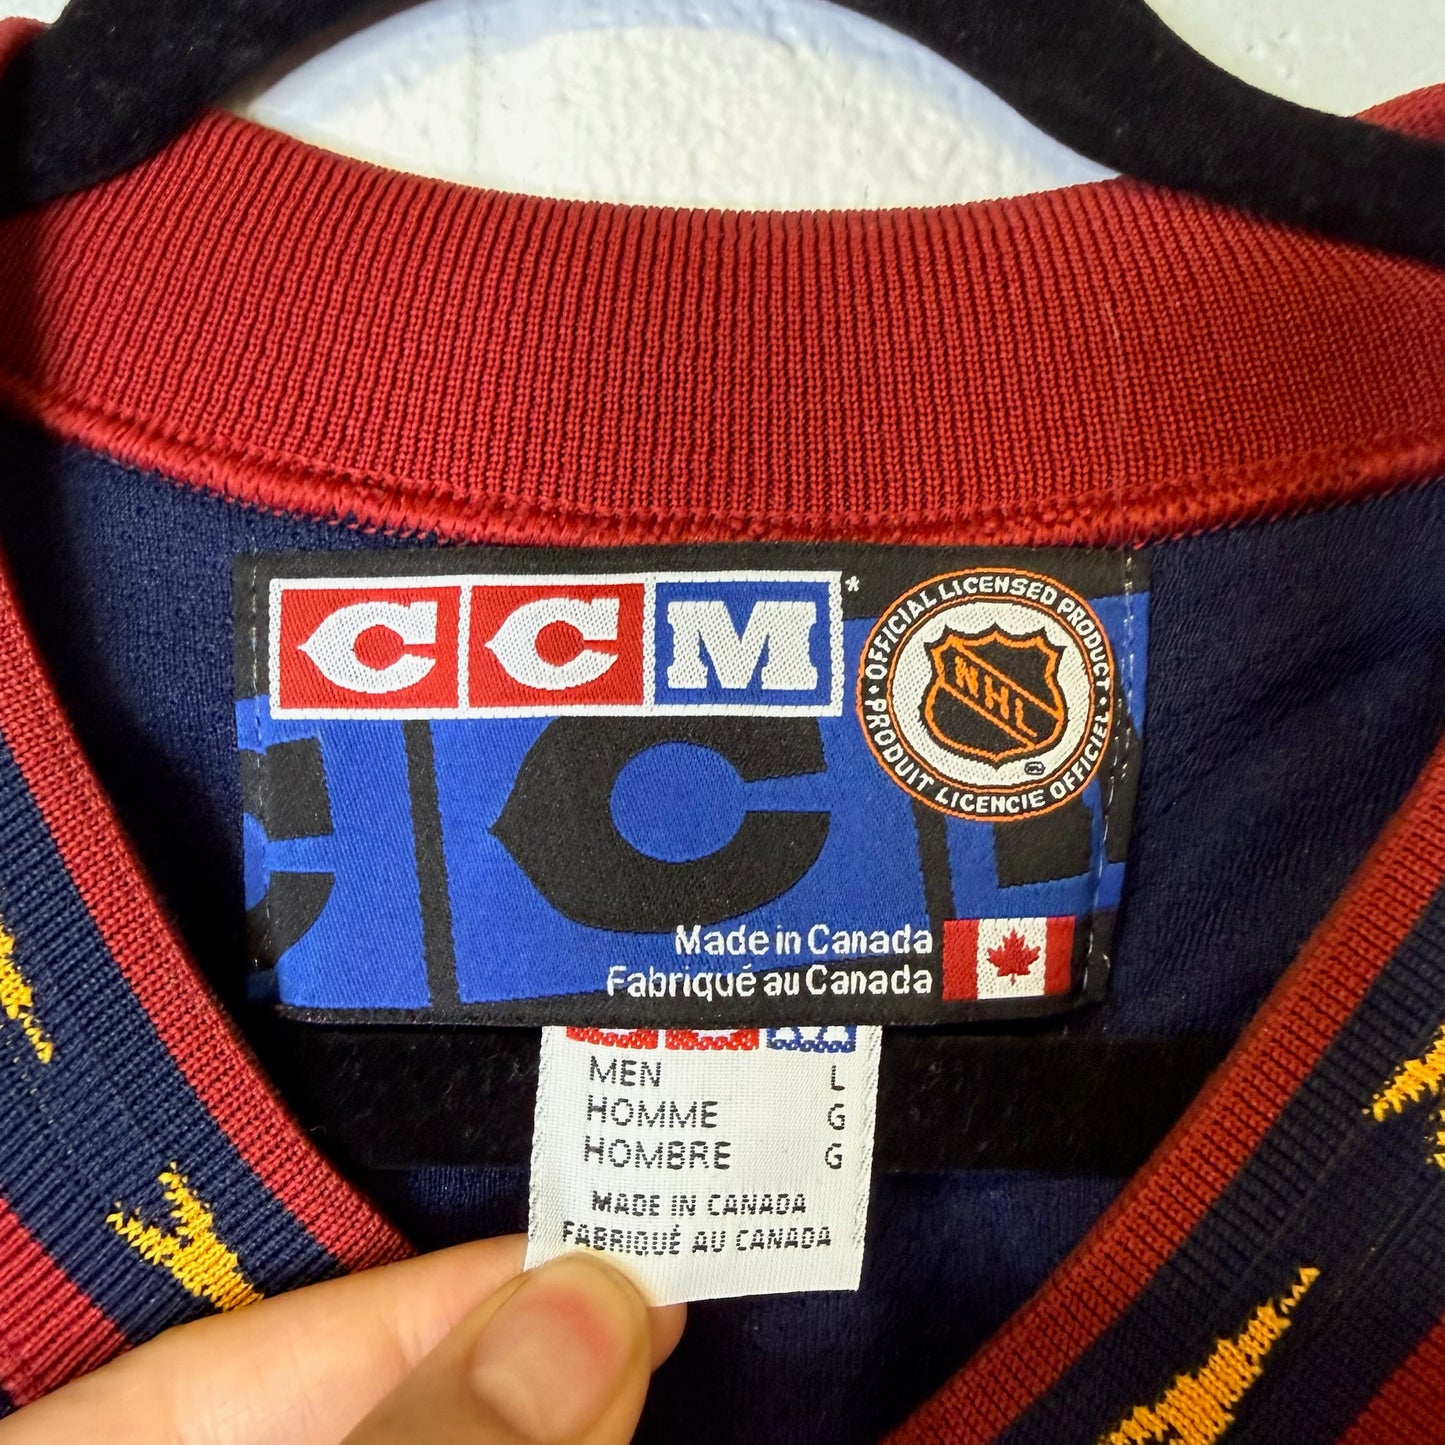 CCM*
OFFICIAL LICENSED PRODUCT
NHL
PRODUIT LICENCIE OFFICIEL
Made in Canada
Fabriqué au Canada
MEN L
HOMME G
HOMBRE G
MADE IN CANADA
FABRIQUÉ AU CANADA